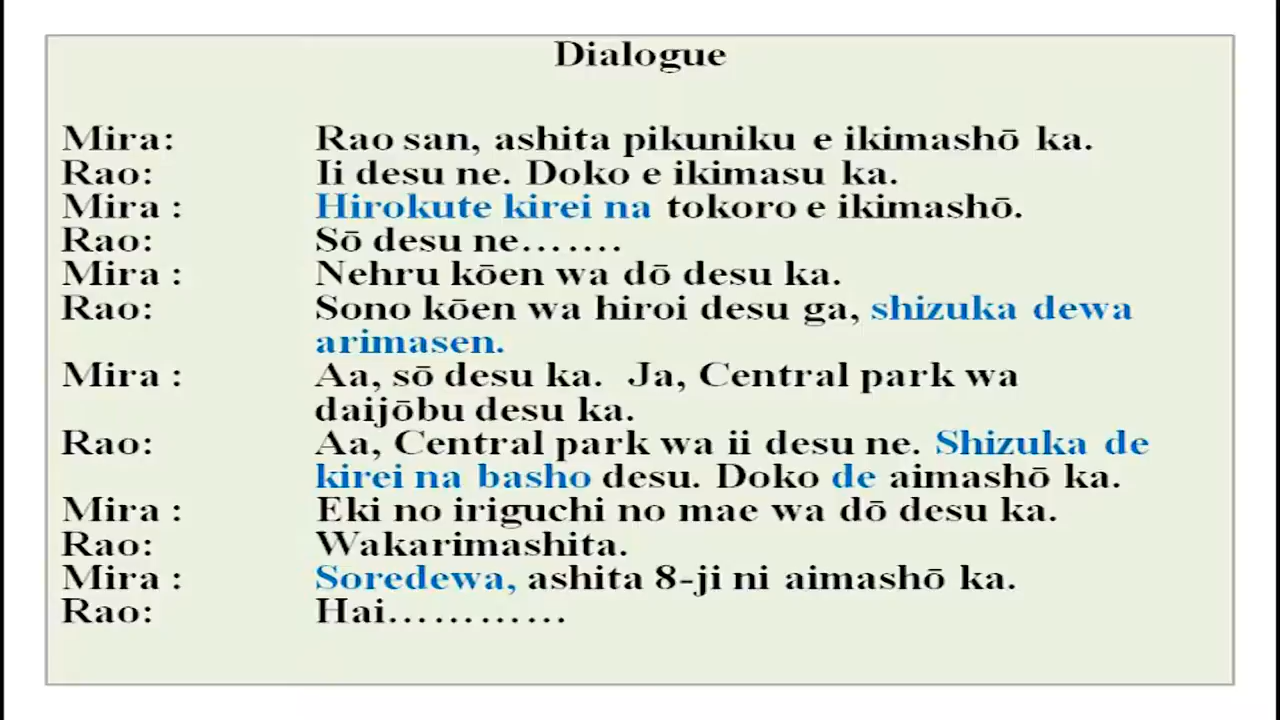 Dialogue
Mira: Rao san, ashita pikuniku e ikimashō ka.
Rao: Ii desu ne. Doko e ikimasu ka.
Mira : Hirokute kirei na tokoro e ikimashō.
Rao: Sō desu ne.......
Mira : Nehru kōen wa dō desu ka.
Rao: Sono kōen wa hiroi desu ga, shizuka dewa
arimasen.
Mira : Aa, sō desu ka. Ja, Central park wa
daijōbu desu ka.
Rao: Aa, Central park wa ii desu ne. Shizuka de
kirei na basho desu. Doko de aimashō ka.
Mira : Eki no iriguchi no mae wa dō desu ka.
Rao: Wakarimashita.
Mira : Soredewa, ashita 8-ji ni aimashō ka.
Rao: Hai............